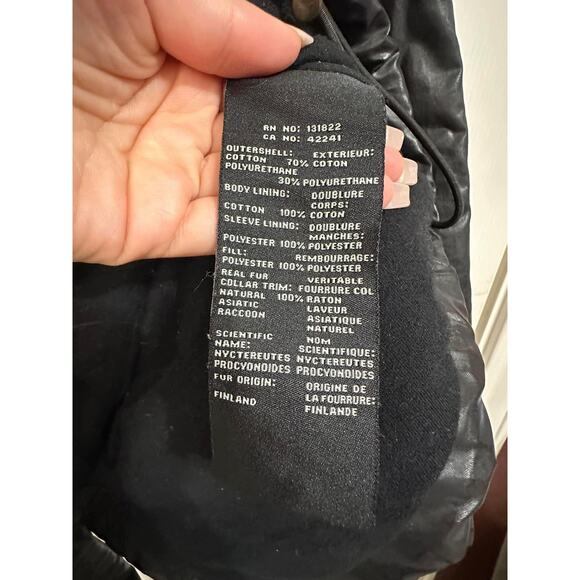 RN NO: 131822
CA NO: 42241
OUTERSHELL: EXTERIEUR:
COTTON 70% COTON
POLYURETHANE
30% POLYURETHANE
BODY LINING: DOUBLURE
CORPS:
COTTON 100% COTON
SLEEVE LINING: DOUBLURE
MANCHES:
POLYESTER 100% POLYESTER
FILL: REMBOURRAGE:
POLYESTER 100% POLYESTER
REAL FUR VERITABLE
COLLAR TRIM: FOURRURE COL
NATURAL 100% RATON
ASIATIC LAVEUR
RACCOON ASIATIQUE
NATUREL
SCIENTIFIC NOM
NAME: SCIENTIFIQUE:
NYCTEREUTES NYCTEREUTES
PROCYONOIDES PROCYONOIDES
FUR ORIGIN: ORIGINE DE
LA FOURRURE:
FINLAND FINLANDE